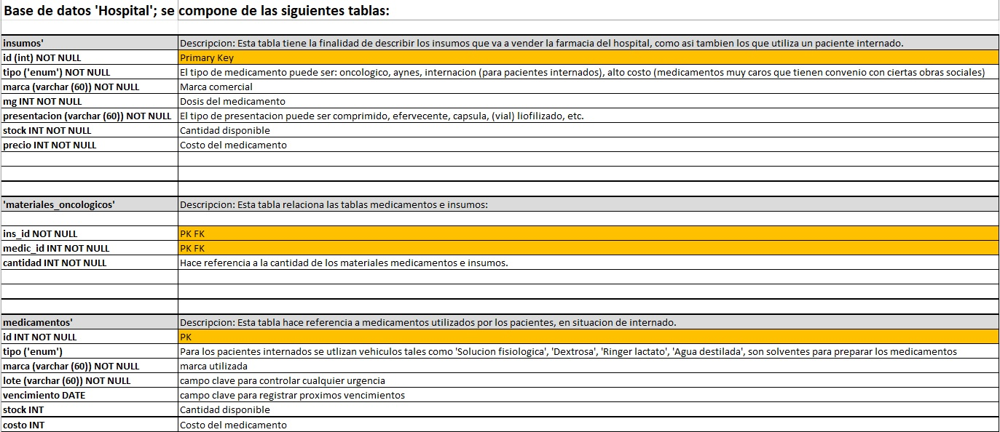 Base de datos 'Hospital'; se compone de las siguientes tablas:
insumos' Descripcion: Esta tabla tiene la finalidad de describir los insumos que va a vender la farmacia del hospital, como asi tambien los que utiliza un paciente internado.
id (int) NOT NULL Primary Key
tipo ('enum') NOT NULL El tipo de medicamento puede ser: oncologico, aynes, internacion (para pacientes internados), alto costo (medicamentos muy caros que tienen convenio con ciertas obras sociales)
marca (varchar (60)) NOT NULL Marca comercial
mg INT NOT NULL Dosis del medicamento
presentacion (varchar (60)) NOT NULL El tipo de presentacion puede ser comprimido, efervecente, capsula, (vial) liofilizado, etc.
stock INT NOT NULL Cantidad disponible
precio INT NOT NULL Costo del medicamento
'materiales_oncologicos' Descripcion: Esta tabla relaciona las tablas medicamentos e insumos:
ins_id NOT NULL PK FK
medic_id INT NOT NULL PK FK
cantidad INT NOT NULL Hace referencia a la cantidad de los materiales medicamentos e insumos.
medicamentos' Descripcion: Esta tabla hace referencia a medicamentos utilizados por los pacientes, en situacion de internado.
id INT NOT NULL PK
tipo ('enum') Para los pacientes internados se utlizan vehiculos tales como 'Solucion fisiologica', 'Dextrosa', 'Ringer lactato', 'Agua destilada', son solventes para preparar los medicamentos
marca (varchar (60)) NOT NULL marca utilizada
lote (varchar (60)) NOT NULL campo clave para controlar cualquier urgencia
vencimiento DATE campo clave para registrar proximos vencimientos
stock INT Cantidad disponible
costo INT Costo del medicamento